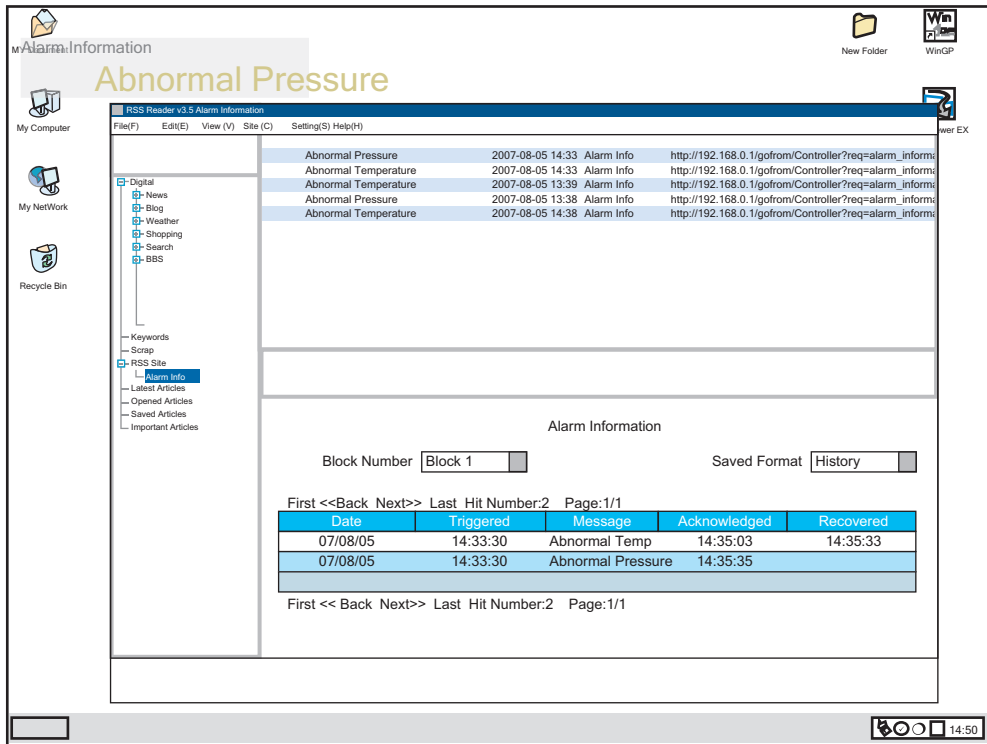 Alarm Information
Abnormal Pressure
My Document
My Computer
My NetWork
Recycle Bin
New Folder
WinGP
Win
GP
ewer EX
RSS Reader v3.5 Alarm Information
File(F) Edit(E) View (V) Site (C) Setting(S) Help(H)
Digital
News
Blog
Weather
Shopping
Search
BBS
Keywords
Scrap
RSS Site
Alarm Info
Latest Articles
Opened Articles
Saved Articles
Important Articles
Abnormal Pressure 2007-08-05 14:33 Alarm Info http://192.168.0.1/gofrom/Controller?req=alarm_informa
Abnormal Temperature 2007-08-05 14:33 Alarm Info http://192.168.0.1/gofrom/Controller?req=alarm_informa
Abnormal Temperature 2007-08-05 13:39 Alarm Info http://192.168.0.1/gofrom/Controller?req=alarm_informa
Abnormal Pressure 2007-08-05 13:38 Alarm Info http://192.168.0.1/gofrom/Controller?req=alarm_informa
Abnormal Temperature 2007-08-05 14:38 Alarm Info http://192.168.0.1/gofrom/Controller?req=alarm_informa
Alarm Information
Block Number Block 1 Saved Format History
First <<Back Next>> Last Hit Number:2 Page:1/1
Date Triggered Message Acknowledged Recovered
07/08/05 14:33:30 Abnormal Temp 14:35:03 14:35:33
07/08/05 14:33:30 Abnormal Pressure 14:35:35
First << Back Next>> Last Hit Number:2 Page:1/1
14:50